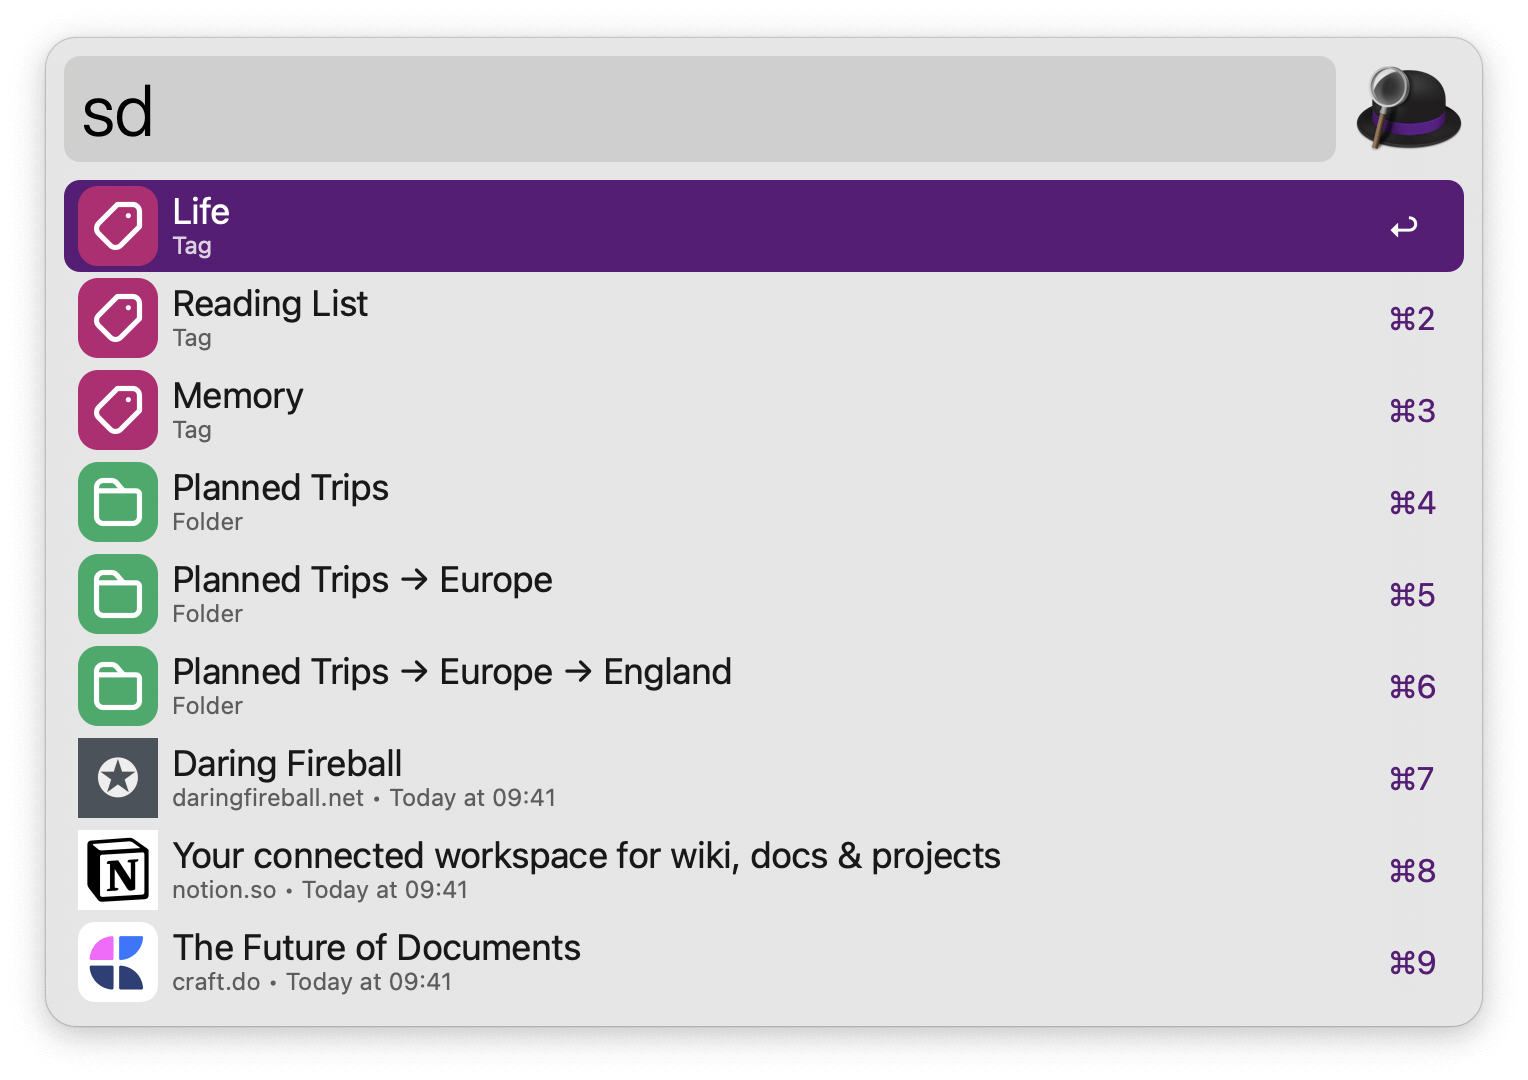 sd
Life
Tag
Reading List
Tag
⌘2
Memory
Tag
⌘3
Planned Trips
Folder
⌘4
Planned Trips → Europe
Folder
⌘5
Planned Trips → Europe → England
Folder
⌘6
Daring Fireball
daringfireball.net • Today at 09:41
⌘7
N
Your connected workspace for wiki, docs & projects
notion.so • Today at 09:41
⌘8
The Future of Documents
craft.do • Today at 09:41
⌘9